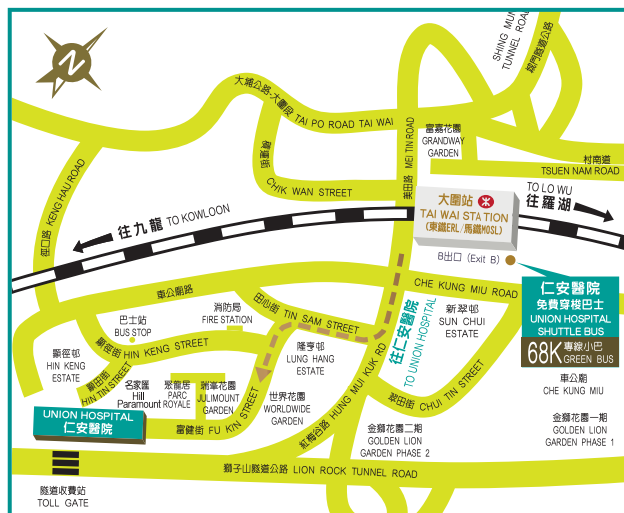 N
SHING MUN
TUNNEL ROAD
城門隧道公路
大埔公路-大圍段 TAI PO ROAD TAI WAI
美田路 MEI TIN ROAD
富嘉花園
GRANDWAY
GARDEN
村南道
TSUEN NAM ROAD
積運街
CHIK WAN STREET
徑口路 KENG HAU ROAD
往九龍 TO KOWLOON
大圍站
TAI WAI STATION
(東鐵ERL/馬鐵MOSL)
TO LO WU
往羅湖
B出口 (Exit B)
車公廟路
CHE KUNG MIU ROAD
仁安醫院
免費穿梭巴士
UNION HOSPITAL
SHUTTLE BUS
68K 專線小巴
GREEN BUS
巴士站
BUS STOP
消防局
FIRE STATION
田心街 TIN SAM STREET
往仁安醫院
TO UNION HOSPITAL
新翠邨
SUN CHUI
ESTATE
顯徑邨
HIN KENG
ESTATE
顯徑街 HIN KENG STREET
隆亨邨
LUNG HANG
ESTATE
顯田街
HIN TIN STREET
名家匯
Hill
Paramount
聚龍居
PARC
ROYALE
瑞峯花園
JULIMOUNT
GARDEN
世界花園
WORLDWIDE
GARDEN
紅梅谷路 HUNG MUI KUK RD
翠田街 CHUI TIN STREET
車公廟
CHE KUNG MIU
UNION HOSPITAL
仁安醫院
富健街 FU KIN STREET
金獅花園二期
GOLDEN LION
GARDEN PHASE 2
金獅花園一期
GOLDEN LION
GARDEN PHASE 1
獅子山隧道公路 LION ROCK TUNNEL ROAD
隧道收費站
TOLL GATE